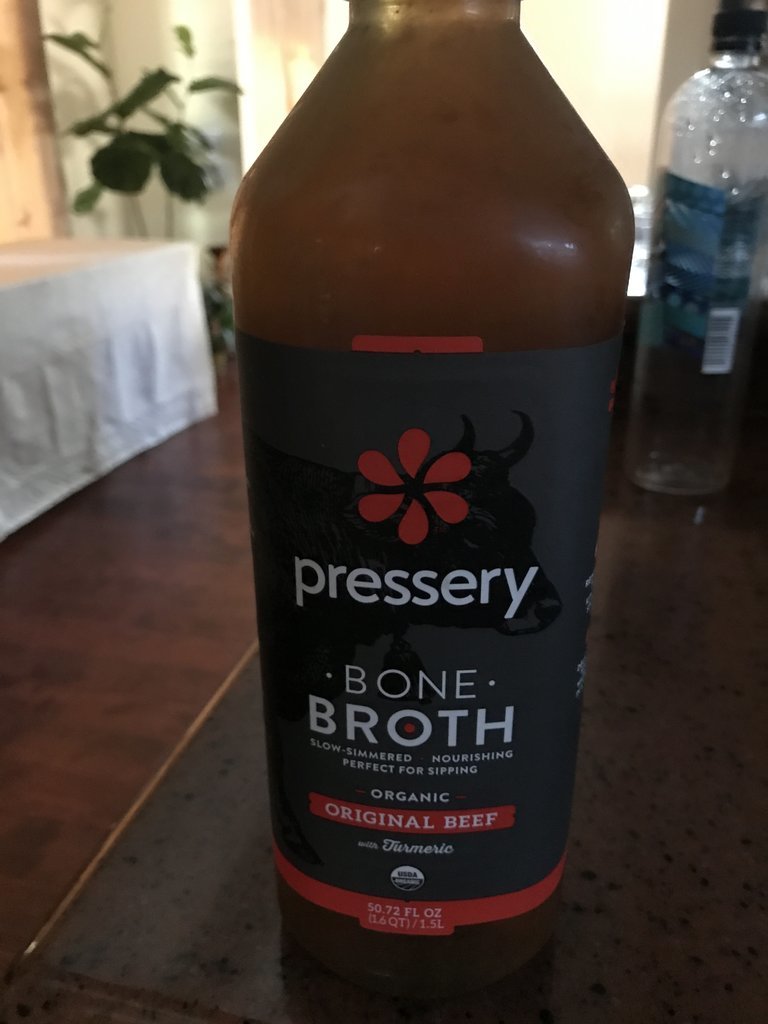 pressery
• BONE •
BROTH
SLOW-SIMMERED • NOURISHING
PERFECT FOR SIPPING
ORGANIC
ORIGINAL BEEF
with Turmeric
USDA
ORGANIC
50.72 FL OZ
(1.6 QT) / 1.5L